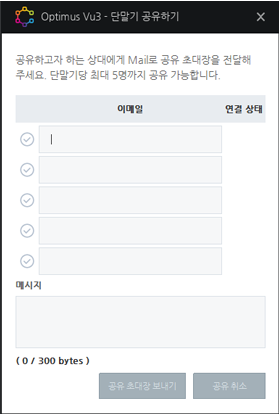 Optimus Vu3 - 단말기 공유하기
공유하고자 하는 상대에게 Mail로 공유 초대장을 전달해
주세요. 단말기당 최대 5명까지 공유 가능합니다.
이메일 연결 상태
메시지
( 0 / 300 bytes )
공유 초대장 보내기 공유 취소